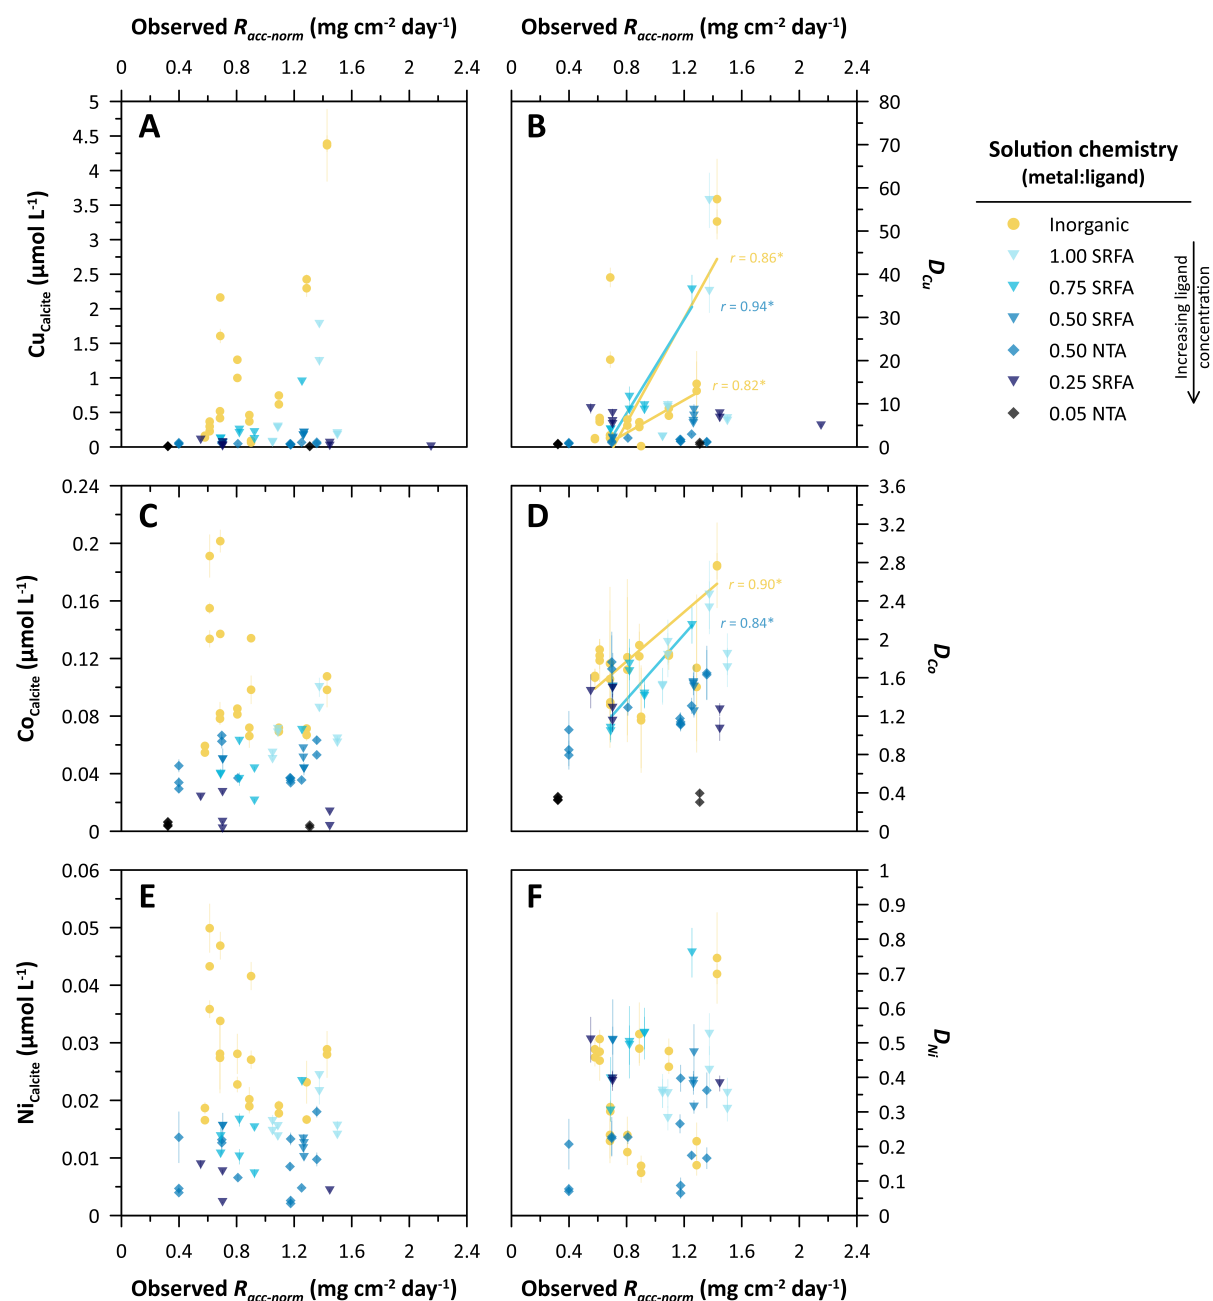 Observed R_acc-norm (mg cm⁻² day⁻¹) Observed R_acc-norm (mg cm⁻² day⁻¹)
0 0.4 0.8 1.2 1.6 2 2.4 0 0.4 0.8 1.2 1.6 2 2.4
A
5
4.5
4
3.5
3
2.5
2
1.5
1
0.5
0
Cu_Calcite (µmol L⁻¹)
B
r = 0.86*
r = 0.94*
r = 0.82*
80
70
60
50
40
30
20
10
0
D_Cu
Solution chemistry
(metal:ligand)
Inorganic
1.00 SRFA
0.75 SRFA
0.50 SRFA
0.50 NTA
0.25 SRFA
0.05 NTA
Increasing ligand
concentration
C
0.24
0.2
0.16
0.12
0.08
0.04
0
Co_Calcite (µmol L⁻¹)
D
r = 0.90*
r = 0.84*
3.6
3.2
2.8
2.4
2
1.6
1.2
0.8
0.4
0
D_Co
E
0.06
0.05
0.04
0.03
0.02
0.01
0
Ni_Calcite (µmol L⁻¹)
F
1
0.9
0.8
0.7
0.6
0.5
0.4
0.3
0.2
0.1
0
D_Ni
0 0.4 0.8 1.2 1.6 2 2.4 0 0.4 0.8 1.2 1.6 2 2.4
Observed R_acc-norm (mg cm⁻² day⁻¹) Observed R_acc-norm (mg cm⁻² day⁻¹)